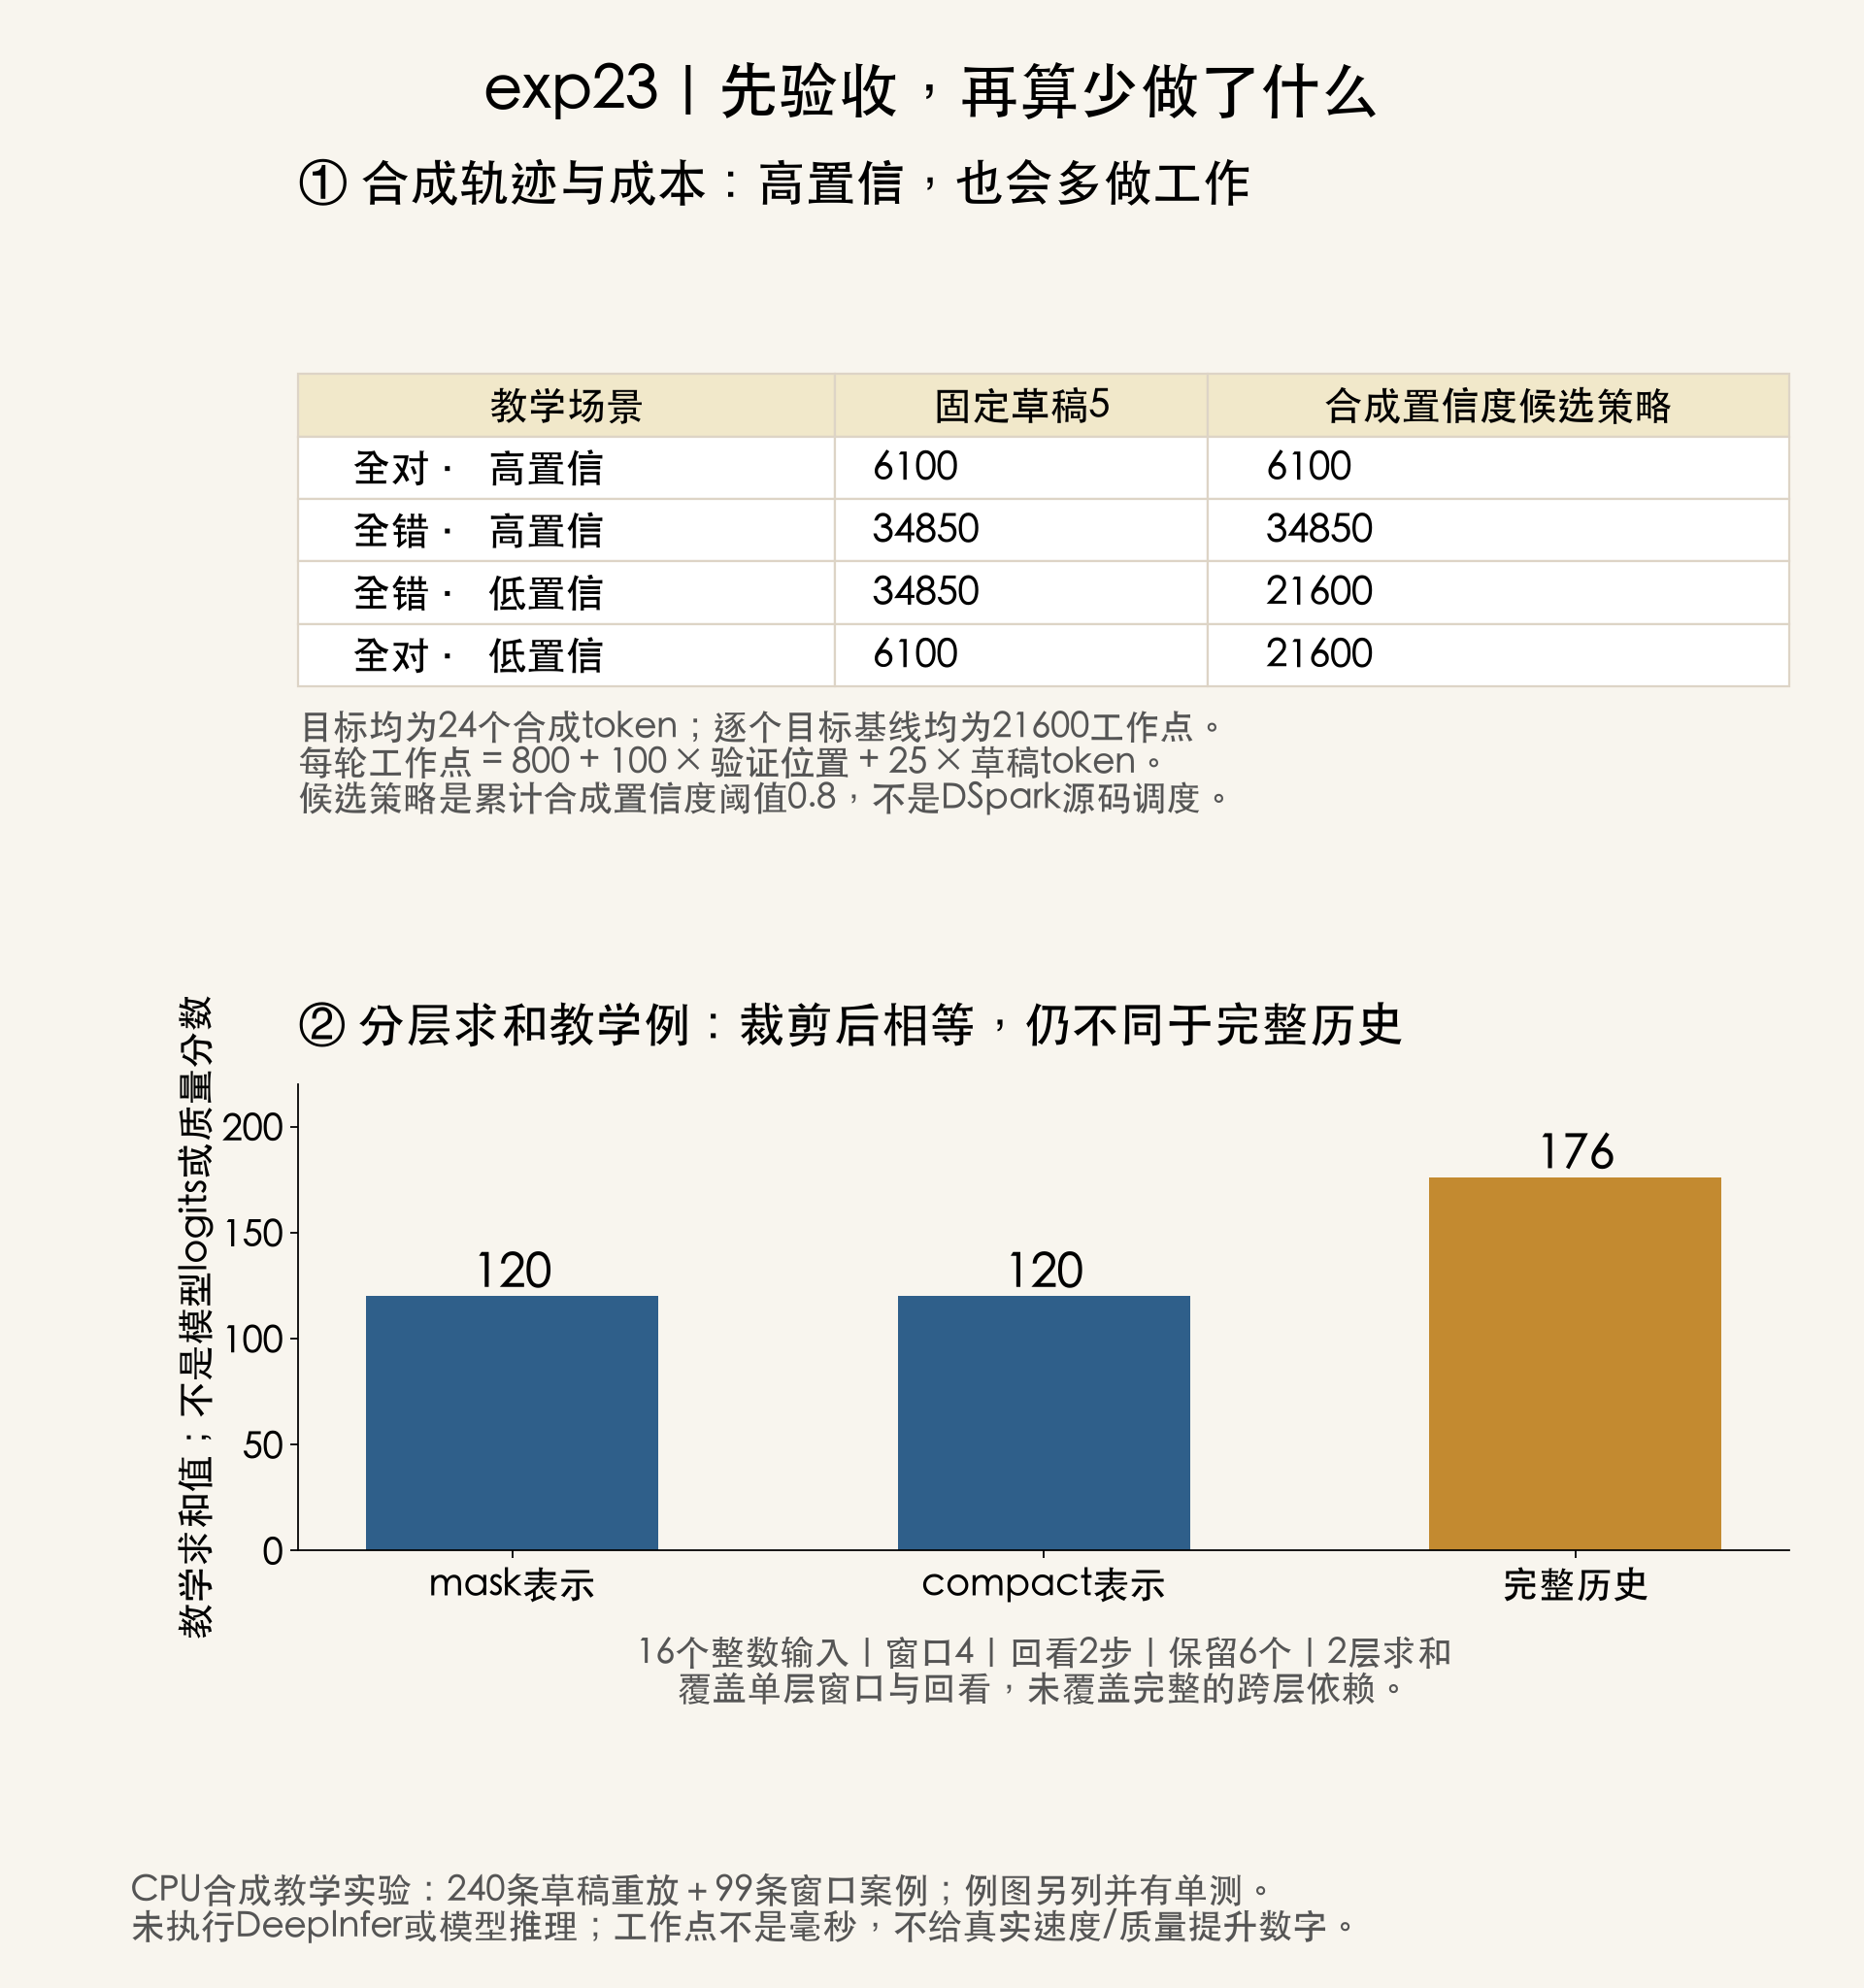 exp23 | 先验收，再算少做了什么
① 合成轨迹与成本：高置信，也会多做工作
教学场景 固定草稿5 合成置信度候选策略
全对 · 高置信 6100 6100
全错 · 高置信 34850 34850
全错 · 低置信 34850 21600
全对 · 低置信 6100 21600
目标均为24个合成token；逐个目标基线均为21600工作点。
每轮工作点 = 800 + 100 × 验证位置 + 25 × 草稿token。
候选策略是累计合成置信度阈值0.8，不是DSpark源码调度。
② 分层求和教学例：裁剪后相等，仍不同于完整历史
教学求和值；不是模型logits或质量分数
200
150
100
50
0
120
120
176
mask表示 compact表示 完整历史
16个整数输入 | 窗口4 | 回看2步 | 保留6个 | 2层求和
覆盖单层窗口与回看，未覆盖完整的跨层依赖。
CPU合成教学实验：240条草稿重放 + 99条窗口案例；例图另列并有单测。
未执行DeepInfer或模型推理；工作点不是毫秒，不给真实速度/质量提升数字。